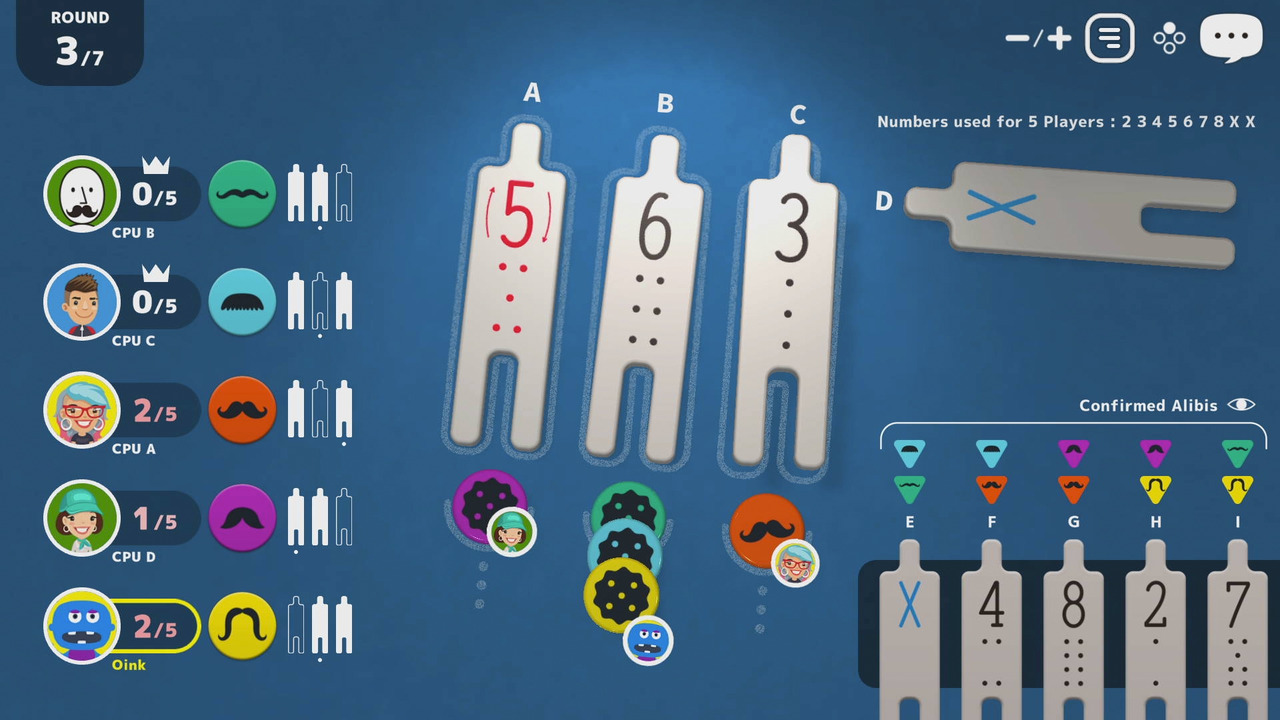 ROUND
3/7
-/+
Numbers used for 5 Players : 2 3 4 5 6 7 8 X X
A
B
C
D
X
5
6
3
0/5
CPU B
0/5
CPU C
2/5
CPU A
1/5
CPU D
2/5
Oink
Confirmed Alibis
E F G H I
X 4 8 2 7